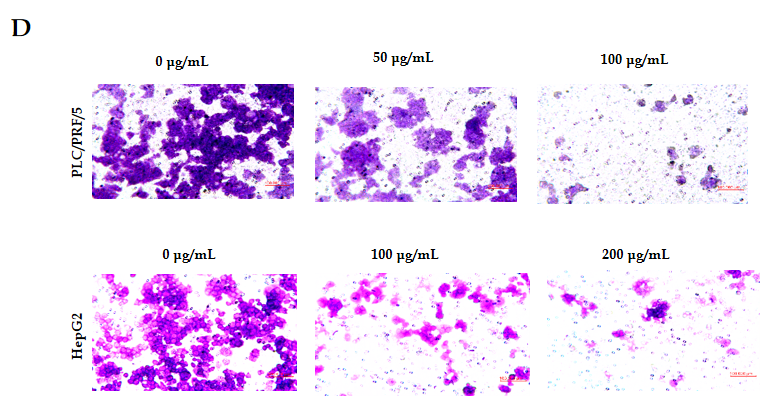 D
0 µg/mL
50 µg/mL
100 µg/mL
PLC/PRF/5
0 µg/mL
100 µg/mL
200 µg/mL
HepG2